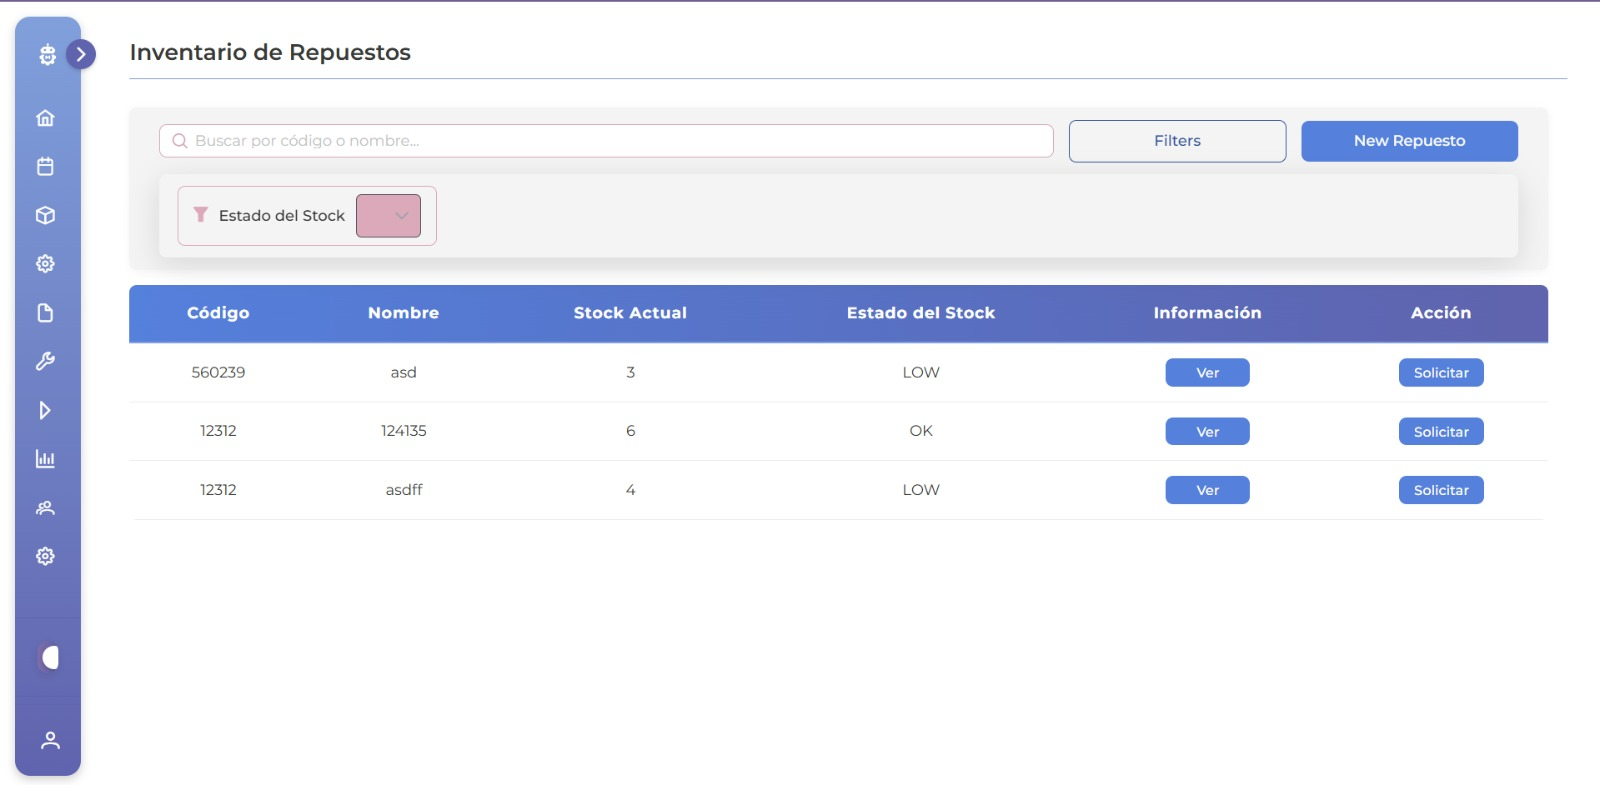 Inventario de Repuestos
Buscar por código o nombre...
Filters
New Repuesto
Estado del Stock
Código Nombre Stock Actual Estado del Stock Información Acción
560239 asd 3 LOW Ver Solicitar
12312 124135 6 OK Ver Solicitar
12312 asdff 4 LOW Ver Solicitar